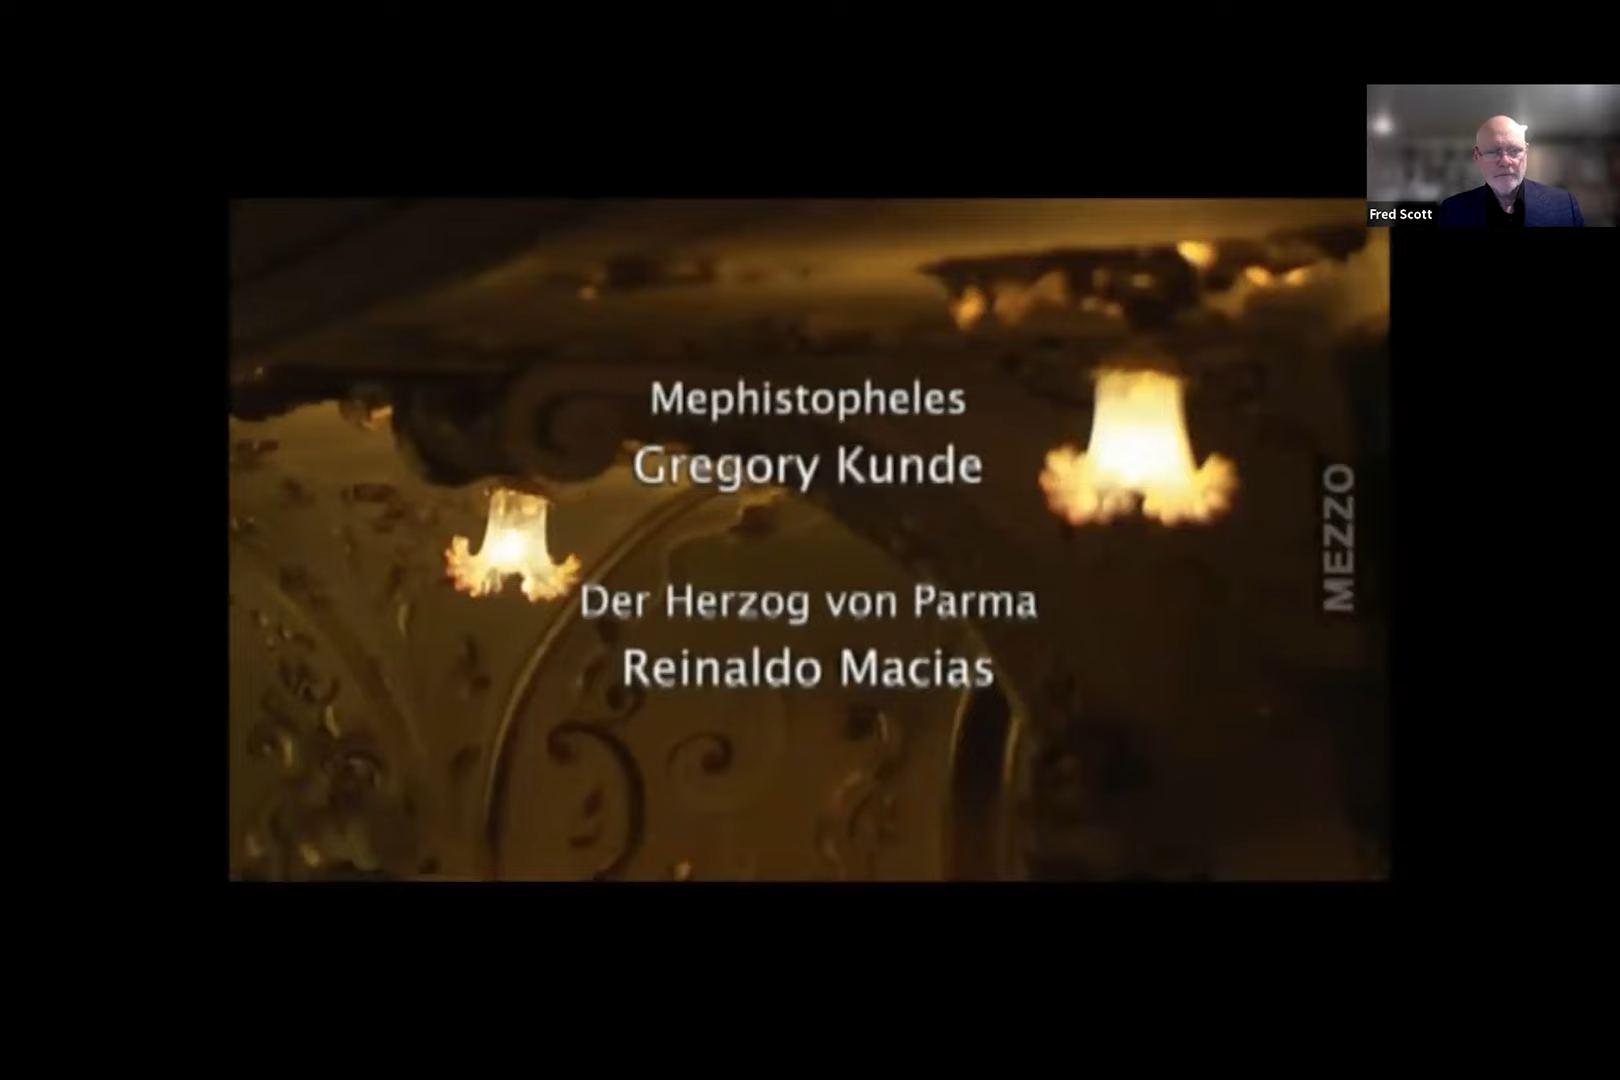 Mephistopheles
Gregory Kunde
Der Herzog von Parma
Reinaldo Macias
MEZZO
Fred Scott